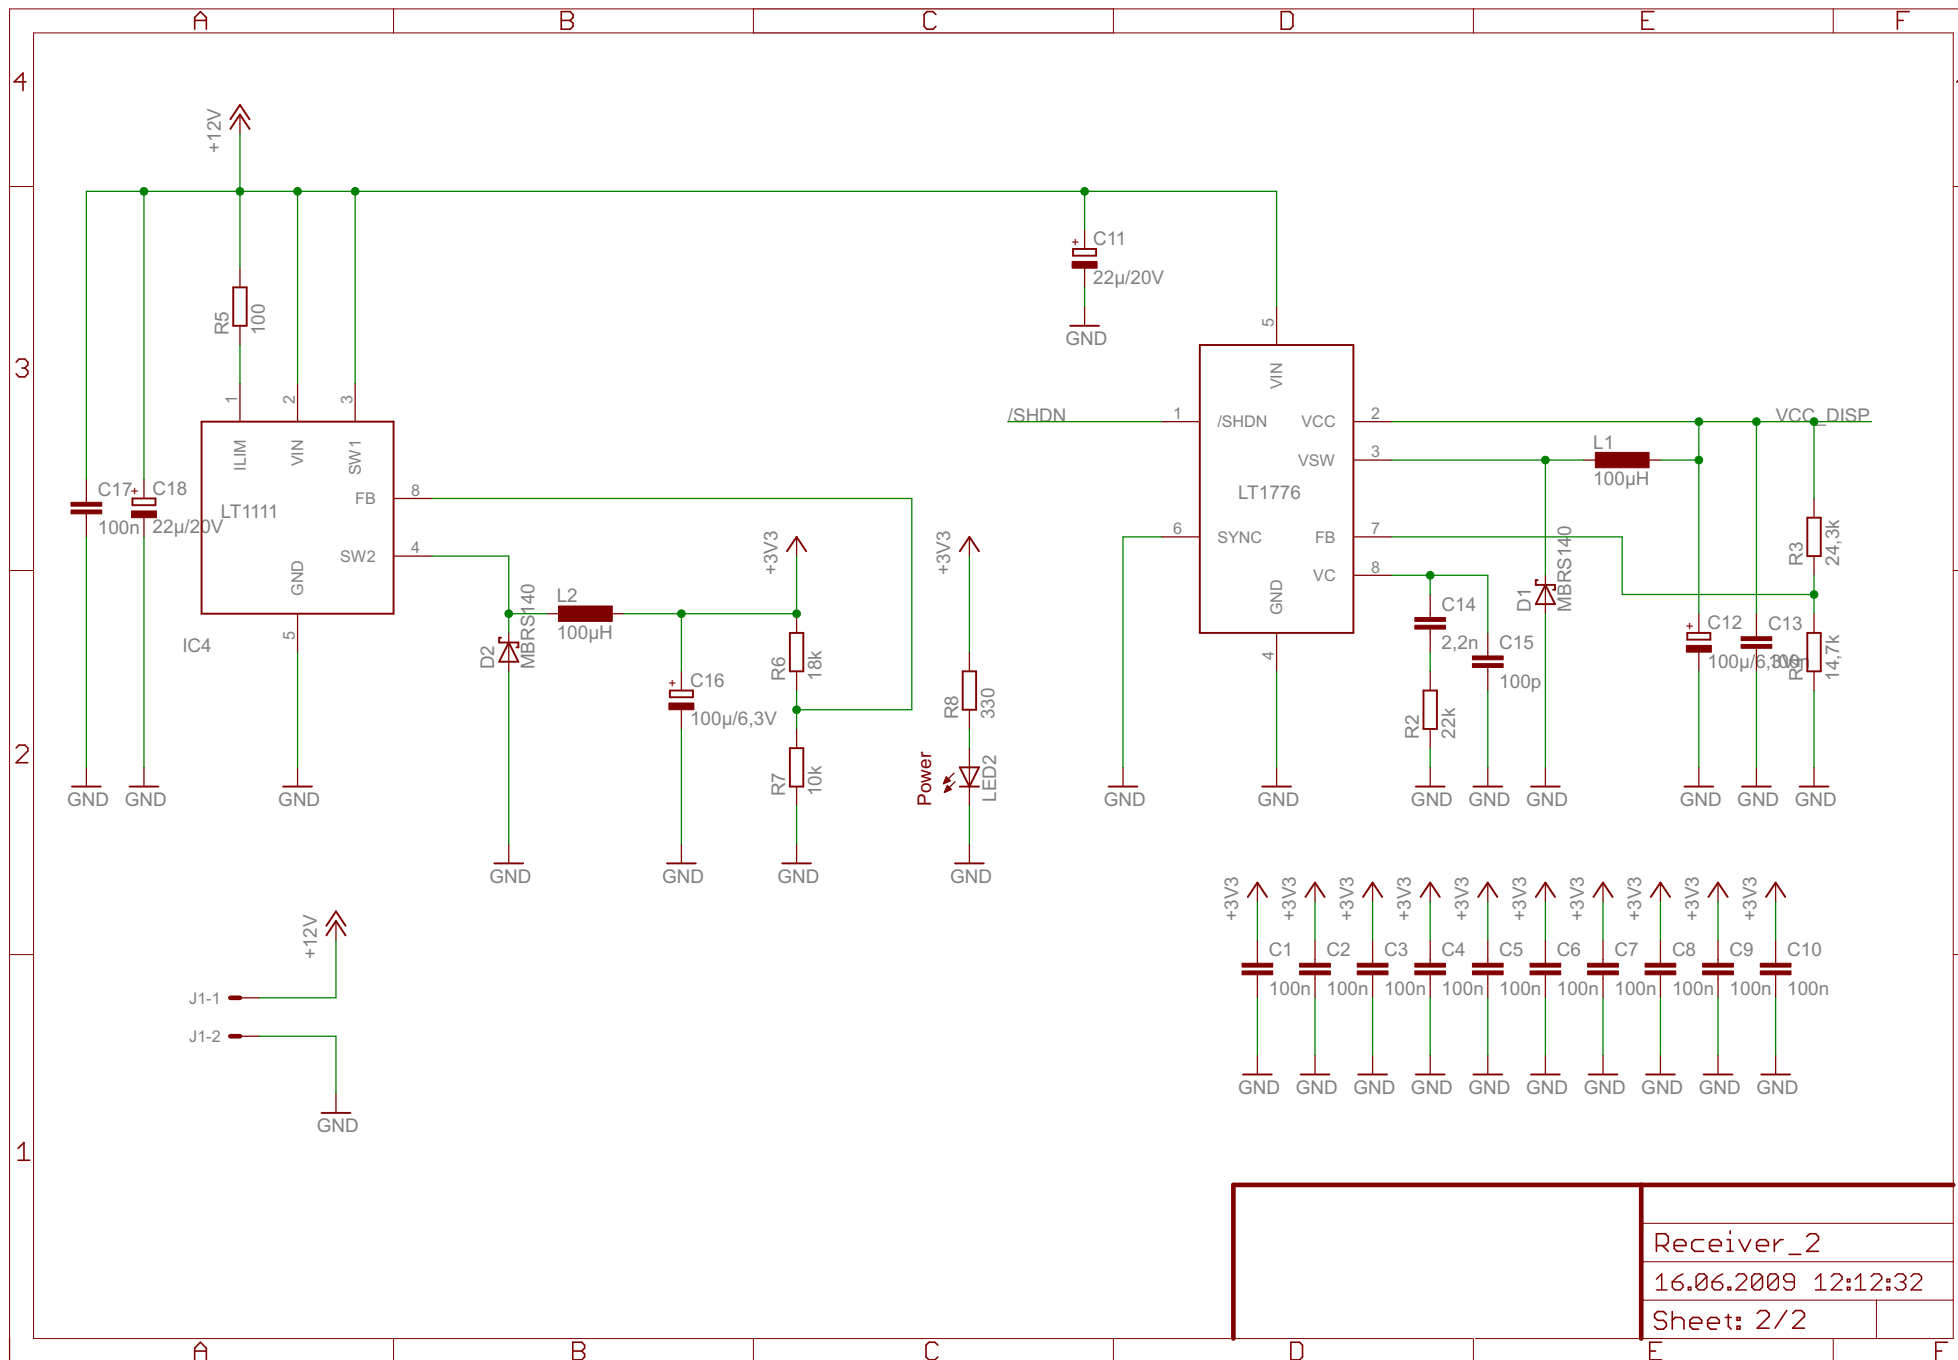 A B C D E F
4
3
2
1
+12V
R5
100
1
2
3
ILIM
VIN
SW1
FB
8
LT1111
SW2
4
GND
5
IC4
C17
100n
C18
+
22µ/20V
GND
GND
GND
D2
MBRS140
L2
100µH
+3V3
R6
18k
C16
+
100µ/6,3V
R7
10k
+3V3
R8
330
Power
LED2
GND
GND
GND
GND
C11
+
22µ/20V
GND
5
VIN
/SHDN
1
/SHDN
VCC
2
VCC_DISP
VSW
3
LT1776
6
SYNC
FB
7
VC
8
GND
4
L1
100µH
D1
MBRS140
R3
24,3k
C14
2,2n
C15
100p
R2
22k
C12
+
100µ/6,3V
C13
100n
14,7k
GND
GND
GND
GND
GND
GND
GND
GND
+12V
J1-1
J1-2
GND
+3V3 +3V3 +3V3 +3V3 +3V3 +3V3 +3V3 +3V3 +3V3 +3V3
C1 C2 C3 C4 C5 C6 C7 C8 C9 C10
100n 100n 100n 100n 100n 100n 100n 100n 100n 100n
GND GND GND GND GND GND GND GND GND GND
Receiver_2
16.06.2009 12:12:32
Sheet: 2/2
A B C D E F